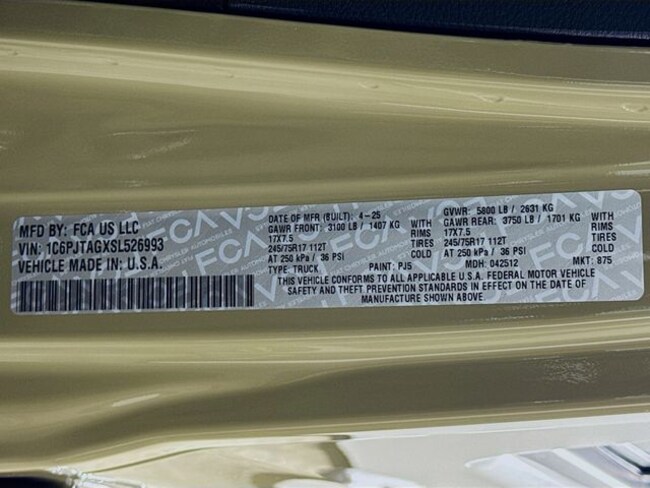 MFD BY: FCA US LLC
VIN: 1C6PJTAGXSL526993
VEHICLE MADE IN: U.S.A.
DATE OF MFR (BUILT): 4-25 GVWR: 5800 LB / 2631 KG
GAWR FRONT: 3100 LB / 1407 KG WITH GAWR REAR: 3750 LB / 1701 KG WITH
17X7.5 RIMS 17X7.5 RIMS
245/75R17 112T TIRES 245/75R17 112T TIRES
AT 250 kPa / 36 PSI COLD AT 250 kPa / 36 PSI COLD
TYPE: TRUCK PAINT: PJ5 MDH: 042512 MKT: 875
THIS VEHICLE CONFORMS TO ALL APPLICABLE U.S.A. FEDERAL MOTOR VEHICLE
SAFETY AND THEFT PREVENTION STANDARDS IN EFFECT ON THE DATE OF
MANUFACTURE SHOWN ABOVE